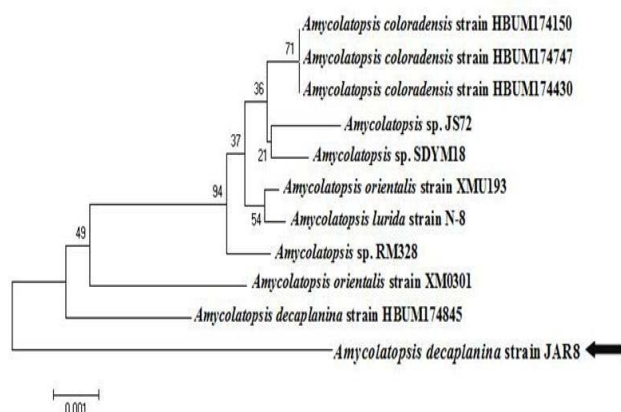 Amycolatopsis coloradensis strain HBUM174150
71
Amycolatopsis coloradensis strain HBUM174747
36
Amycolatopsis coloradensis strain HBUM174430
Amycolatopsis sp. JS72
37
21
Amycolatopsis sp. SDYM18
94
Amycolatopsis orientalis strain XMU193
54
Amycolatopsis lurida strain N-8
49
Amycolatopsis sp. RM328
Amycolatopsis orientalis strain XM0301
Amycolatopsis decaplanina strain HBUM174845
Amycolatopsis decaplanina strain JAR8
0.001